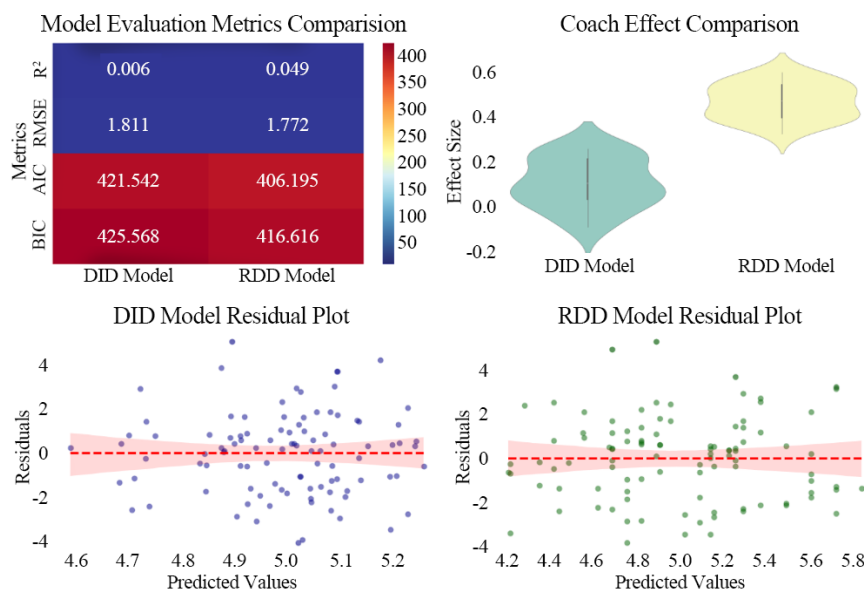 Model Evaluation Metrics Comparision
Metrics
R²
0.006 0.049
RMSE
1.811 1.772
AIC
421.542 406.195
BIC
425.568 416.616
DID Model RDD Model
400
350
300
250
200
150
100
50
Coach Effect Comparison
Effect Size
0.6
0.4
0.2
0.0
-0.2
DID Model RDD Model
DID Model Residual Plot
Residuals
4
2
0
-2
-4
4.6 4.7 4.8 4.9 5.0 5.1 5.2
Predicted Values
RDD Model Residual Plot
Residuals
4
2
0
-2
-4
4.2 4.4 4.6 4.8 5.0 5.2 5.4 5.6 5.8
Predicted Values